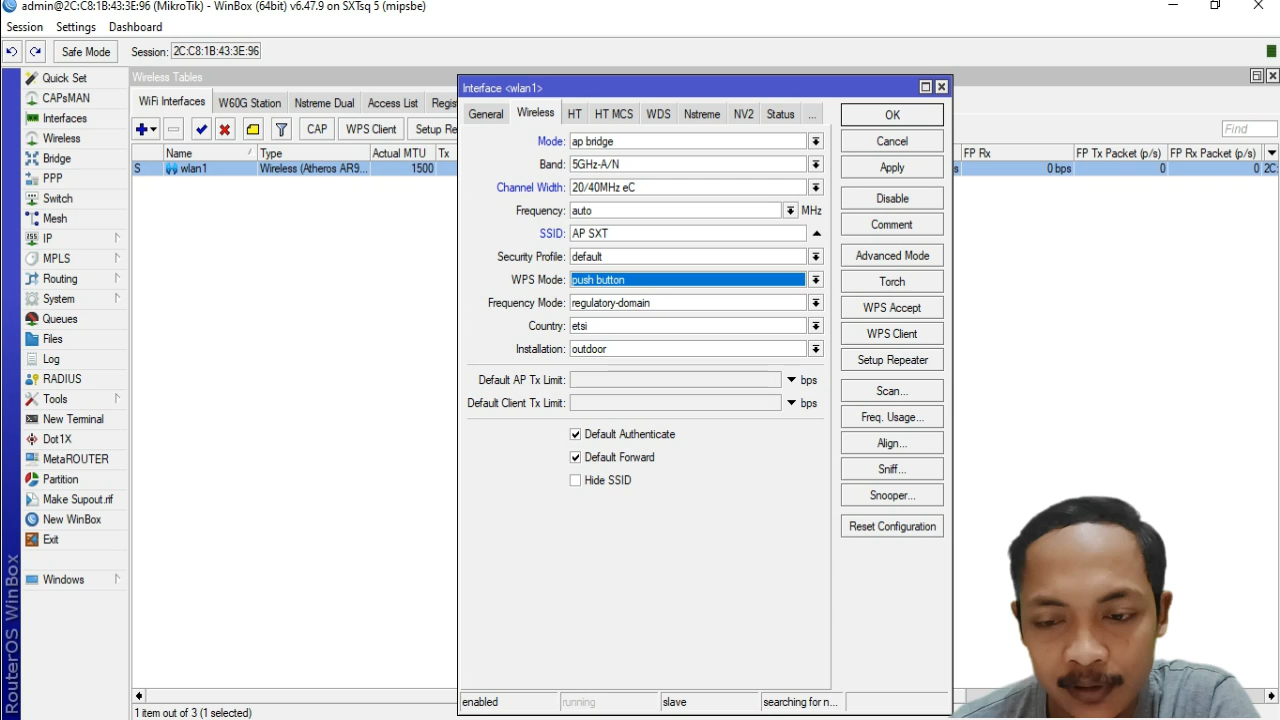 admin@2C:C8:1B:43:3E:96 (MikroTik) - WinBox (64bit) v6.47.9 on SXTsq 5 (mipsbe)
Session Settings Dashboard
Safe Mode Session: 2C:C8:1B:43:3E:96
Quick Set
CAPsMAN
Interfaces
Wireless
Bridge
PPP
Switch
Mesh
IP
MPLS
Routing
System
Queues
Files
Log
RADIUS
Tools
New Terminal
Dot1X
MetaROUTER
Partition
Make Supout.rif
New WinBox
Exit
Windows
RouterOS WinBox
Wireless Tables
WiFi Interfaces W60G Station Nstreme Dual Access List Regis
CAP WPS Client Setup Re
Find
Name / Type Actual MTU Tx
FP Rx FP Tx Packet (p/s) FP Rx Packet (p/s)
S wlan1 Wireless (Atheros AR9... 1500
s 0 bps 0 0 2C:
1 item out of 3 (1 selected)
Interface <wlan1>
General Wireless HT HT MCS WDS Nstreme NV2 Status ...
Mode: ap bridge
Band: 5GHz-A/N
Channel Width: 20/40MHz eC
Frequency: auto MHz
SSID: AP SXT
Security Profile: default
WPS Mode: push button
Frequency Mode: regulatory-domain
Country: etsi
Installation: outdoor
Default AP Tx Limit: bps
Default Client Tx Limit: bps
Default Authenticate
Default Forward
Hide SSID
OK
Cancel
Apply
Disable
Comment
Advanced Mode
Torch
WPS Accept
WPS Client
Setup Repeater
Scan...
Freq. Usage...
Align...
Sniff...
Snooper...
Reset Configuration
enabled running slave searching for n...